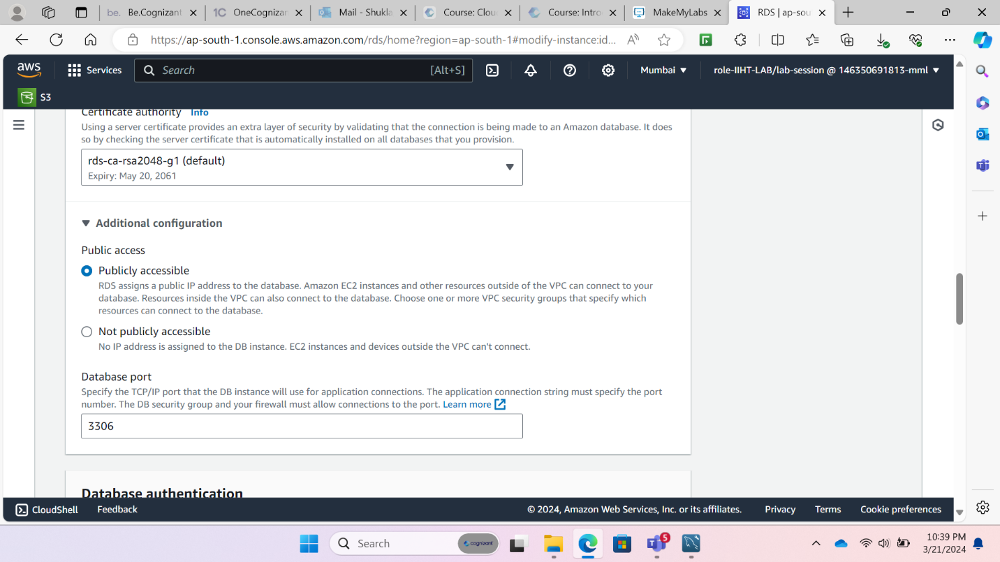 be. Be.Cognizant
1C OneCognizan
Mail - Shukla
Course: Clou
Course: Intro
MakeMyLabs
RDS | ap-sou
https://ap-south-1.console.aws.amazon.com/rds/home?region=ap-south-1#modify-instance:id...
aws
Services
Search
[Alt+S]
Mumbai
role-IIHT-LAB/lab-session @ 146350691813-mml
S3
Certificate authority Info
Using a server certificate provides an extra layer of security by validating that the connection is being made to an Amazon database. It does
so by checking the server certificate that is automatically installed on all databases that you provision.
rds-ca-rsa2048-g1 (default)
Expiry: May 20, 2061
Additional configuration
Public access
Publicly accessible
RDS assigns a public IP address to the database. Amazon EC2 instances and other resources outside of the VPC can connect to your
database. Resources inside the VPC can also connect to the database. Choose one or more VPC security groups that specify which
resources can connect to the database.
Not publicly accessible
No IP address is assigned to the DB instance. EC2 instances and devices outside the VPC can't connect.
Database port
Specify the TCP/IP port that the DB instance will use for application connections. The application connection string must specify the port
number. The DB security group and your firewall must allow connections to the port. Learn more
3306
Database authentication
CloudShell
Feedback
© 2024, Amazon Web Services, Inc. or its affiliates.
Privacy
Terms
Cookie preferences
Search
cognizant
5
10:39 PM
3/21/2024